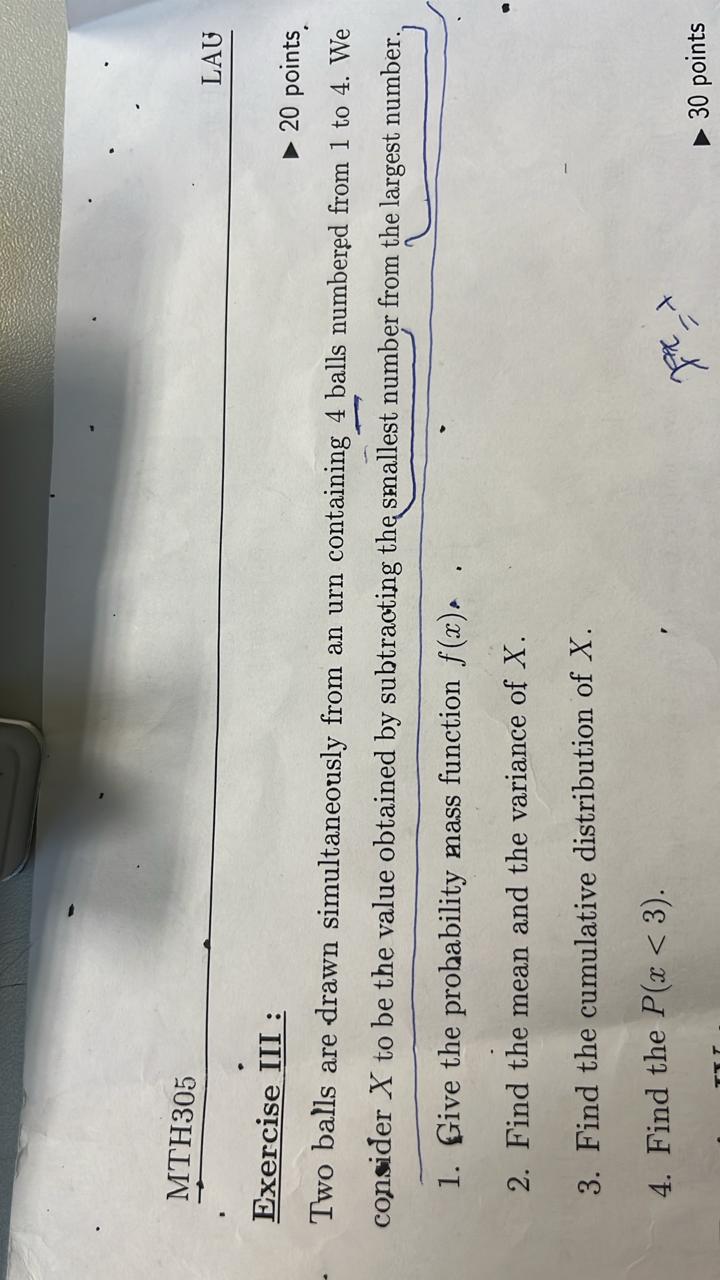 MTH305 LAU
Exercise III :
▶ 20 points
Two balls are drawn simultaneously from an urn containing 4 balls numbered from 1 to 4. We
consider X to be the value obtained by subtracting the smallest number from the largest number.
1. Give the probability mass function f(x).
2. Find the mean and the variance of X.
3. Find the cumulative distribution of X.
4. Find the P(x < 3).
▶ 30 points